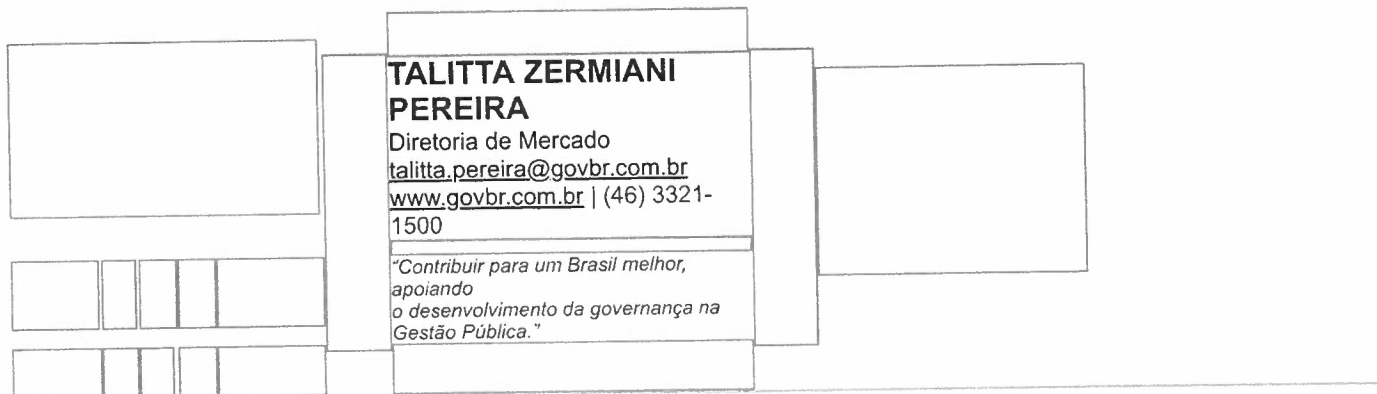 TALITTA ZERMIANI
PEREIRA
Diretoria de Mercado
talitta.pereira@govbr.com.br
www.govbr.com.br | (46) 3321-
1500
"Contribuir para um Brasil melhor,
apoiando
o desenvolvimento da governança na
Gestão Pública."